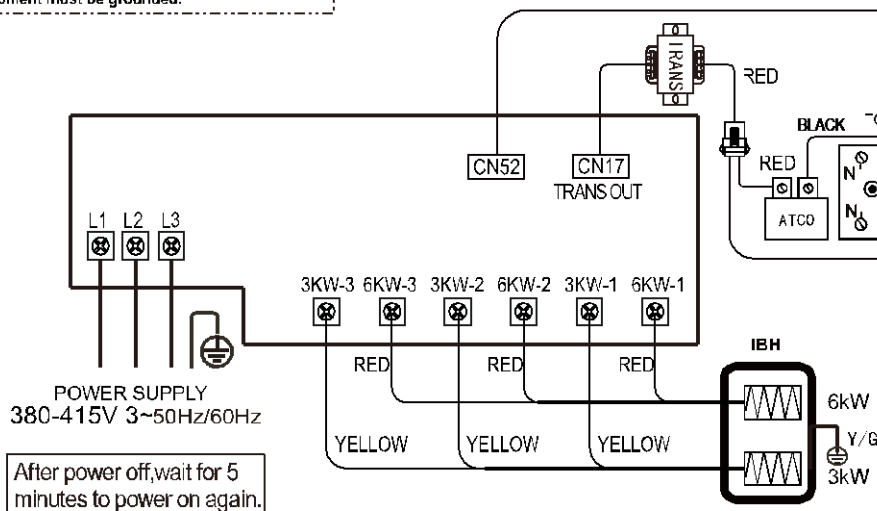 ment must be grounded.
TRANS
RED
BLACK
CN52
CN17
TRANS OUT
RED
N
N
ATCO
L1 L2 L3
3KW-3 6KW-3 3KW-2 6KW-2 3KW-1 6KW-1
IBH
RED RED RED
POWER SUPPLY
380-415V 3~50Hz/60Hz
6kW
YELLOW YELLOW YELLOW
Y/G
3kW
After power off,wait for 5
minutes to power on again.